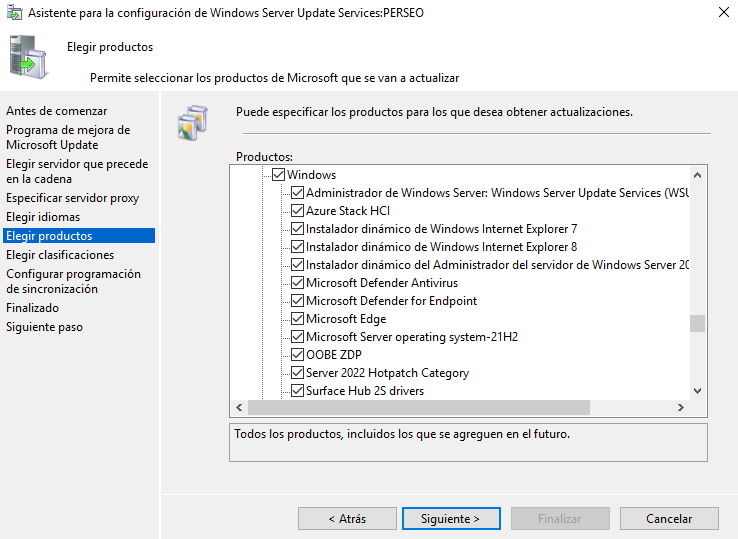 Asistente para la configuración de Windows Server Update Services:PERSEO
Elegir productos
Permite seleccionar los productos de Microsoft que se van a actualizar
Antes de comenzar
Programa de mejora de
Microsoft Update
Elegir servidor que precede
en la cadena
Especificar servidor proxy
Elegir idiomas
Elegir productos
Elegir clasificaciones
Configurar programación
de sincronización
Finalizado
Siguiente paso
Puede especificar los productos para los que desea obtener actualizaciones.
Productos:
Windows
Administrador de Windows Server: Windows Server Update Services (WSU
Azure Stack HCI
Instalador dinámico de Windows Internet Explorer 7
Instalador dinámico de Windows Internet Explorer 8
Instalador dinámico del Administrador del servidor de Windows Server 20
Microsoft Defender Antivirus
Microsoft Defender for Endpoint
Microsoft Edge
Microsoft Server operating system-21H2
OOBE ZDP
Server 2022 Hotpatch Category
Surface Hub 2S drivers
Todos los productos, incluidos los que se agreguen en el futuro.
< Atrás
Siguiente >
Finalizar
Cancelar